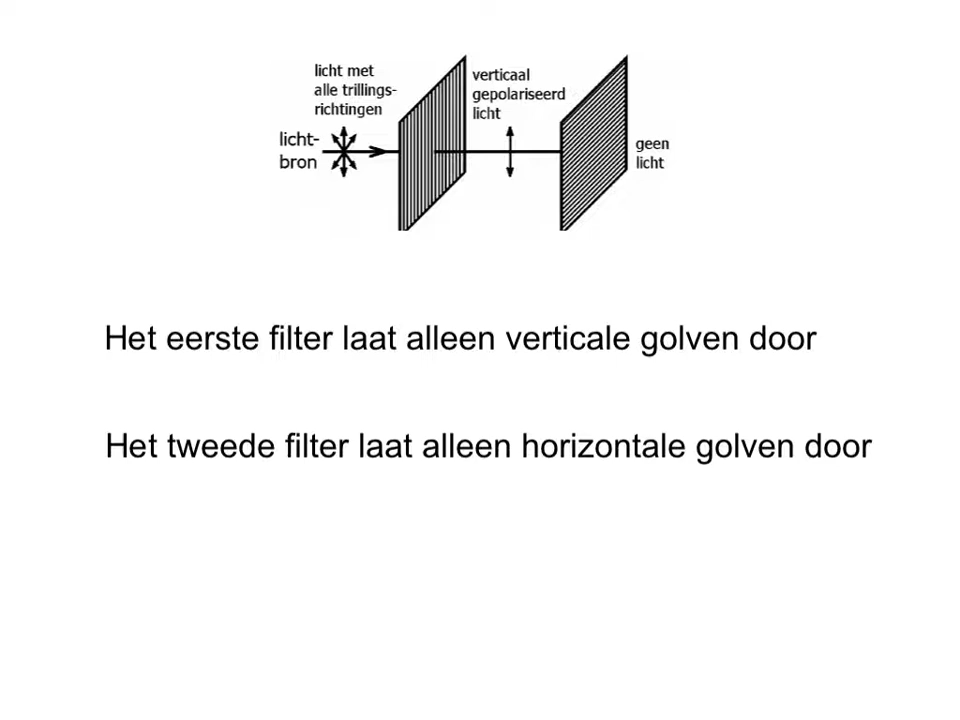 licht met
alle trillings-
richtingen
verticaal
gepolariseerd
licht
licht-
bron
geen
licht
Het eerste filter laat alleen verticale golven door
Het tweede filter laat alleen horizontale golven door